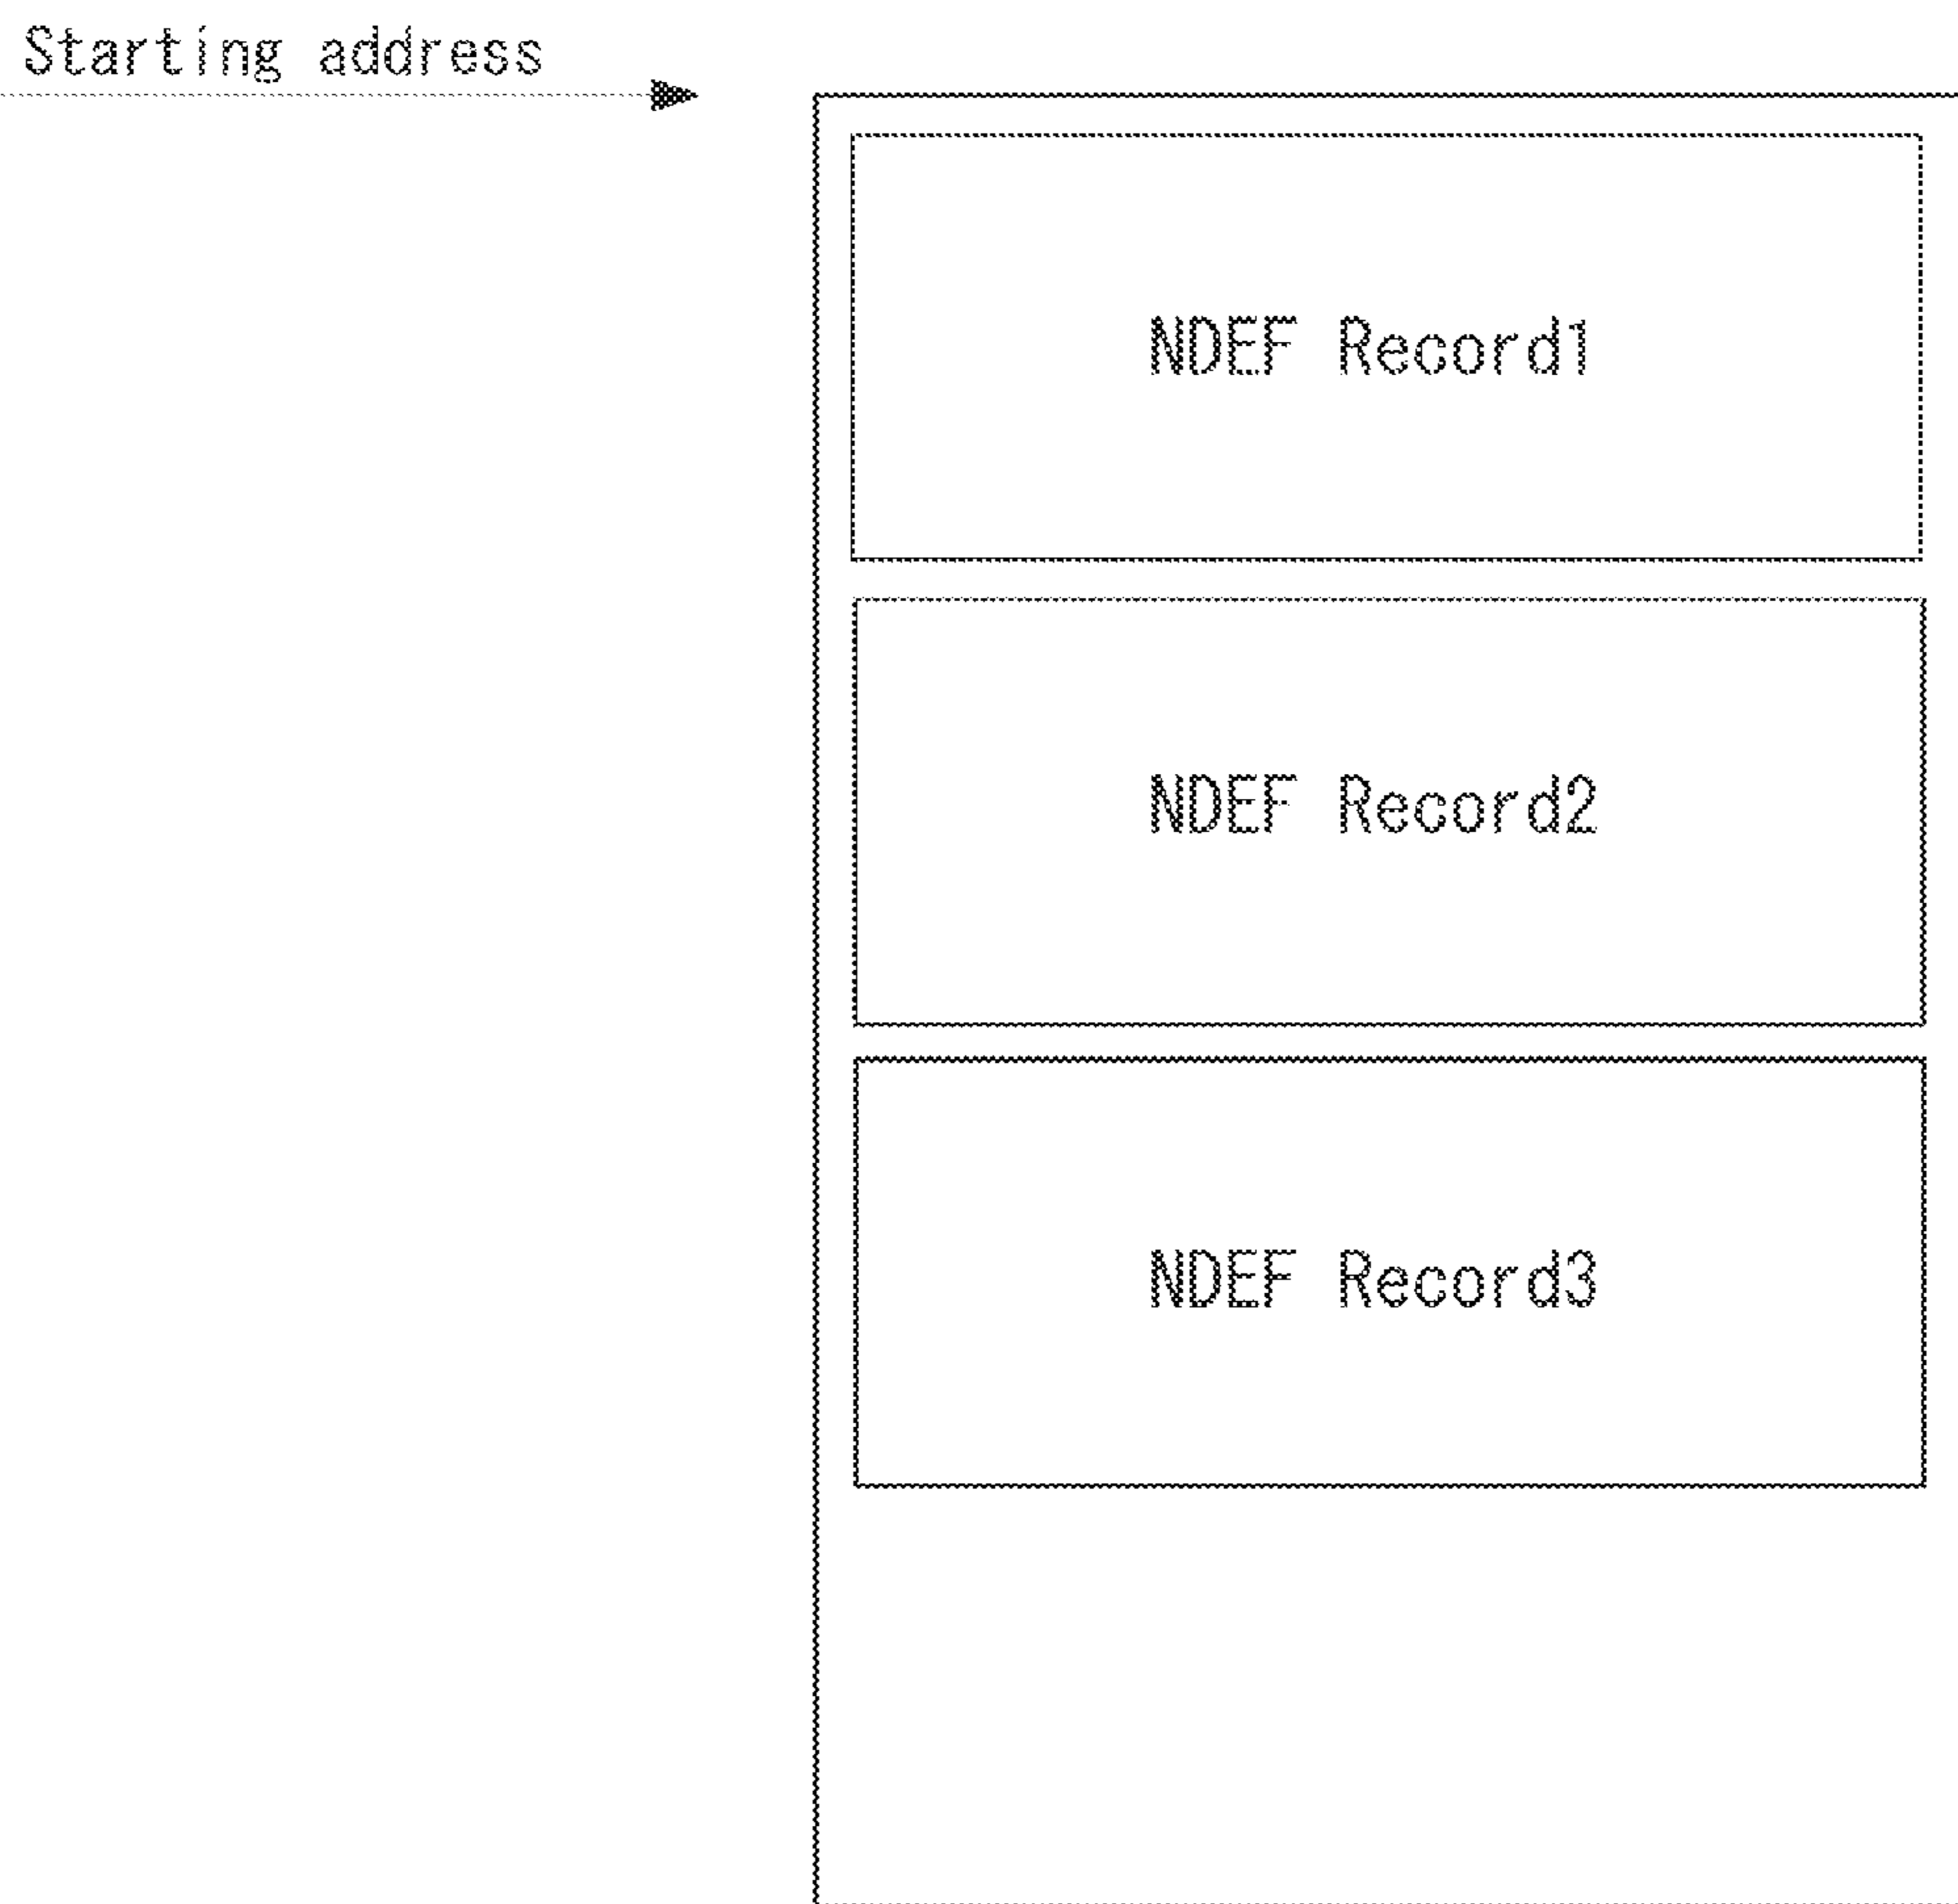 Starting address
NDEF Record1
NDEF Record2
NDEF Record3